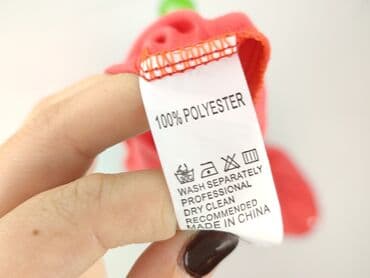 100% POLYESTER
WASH SEPARATELY
PROFESSIONAL
DRY CLEAN
RECOMMENDED
MADE IN CHINA